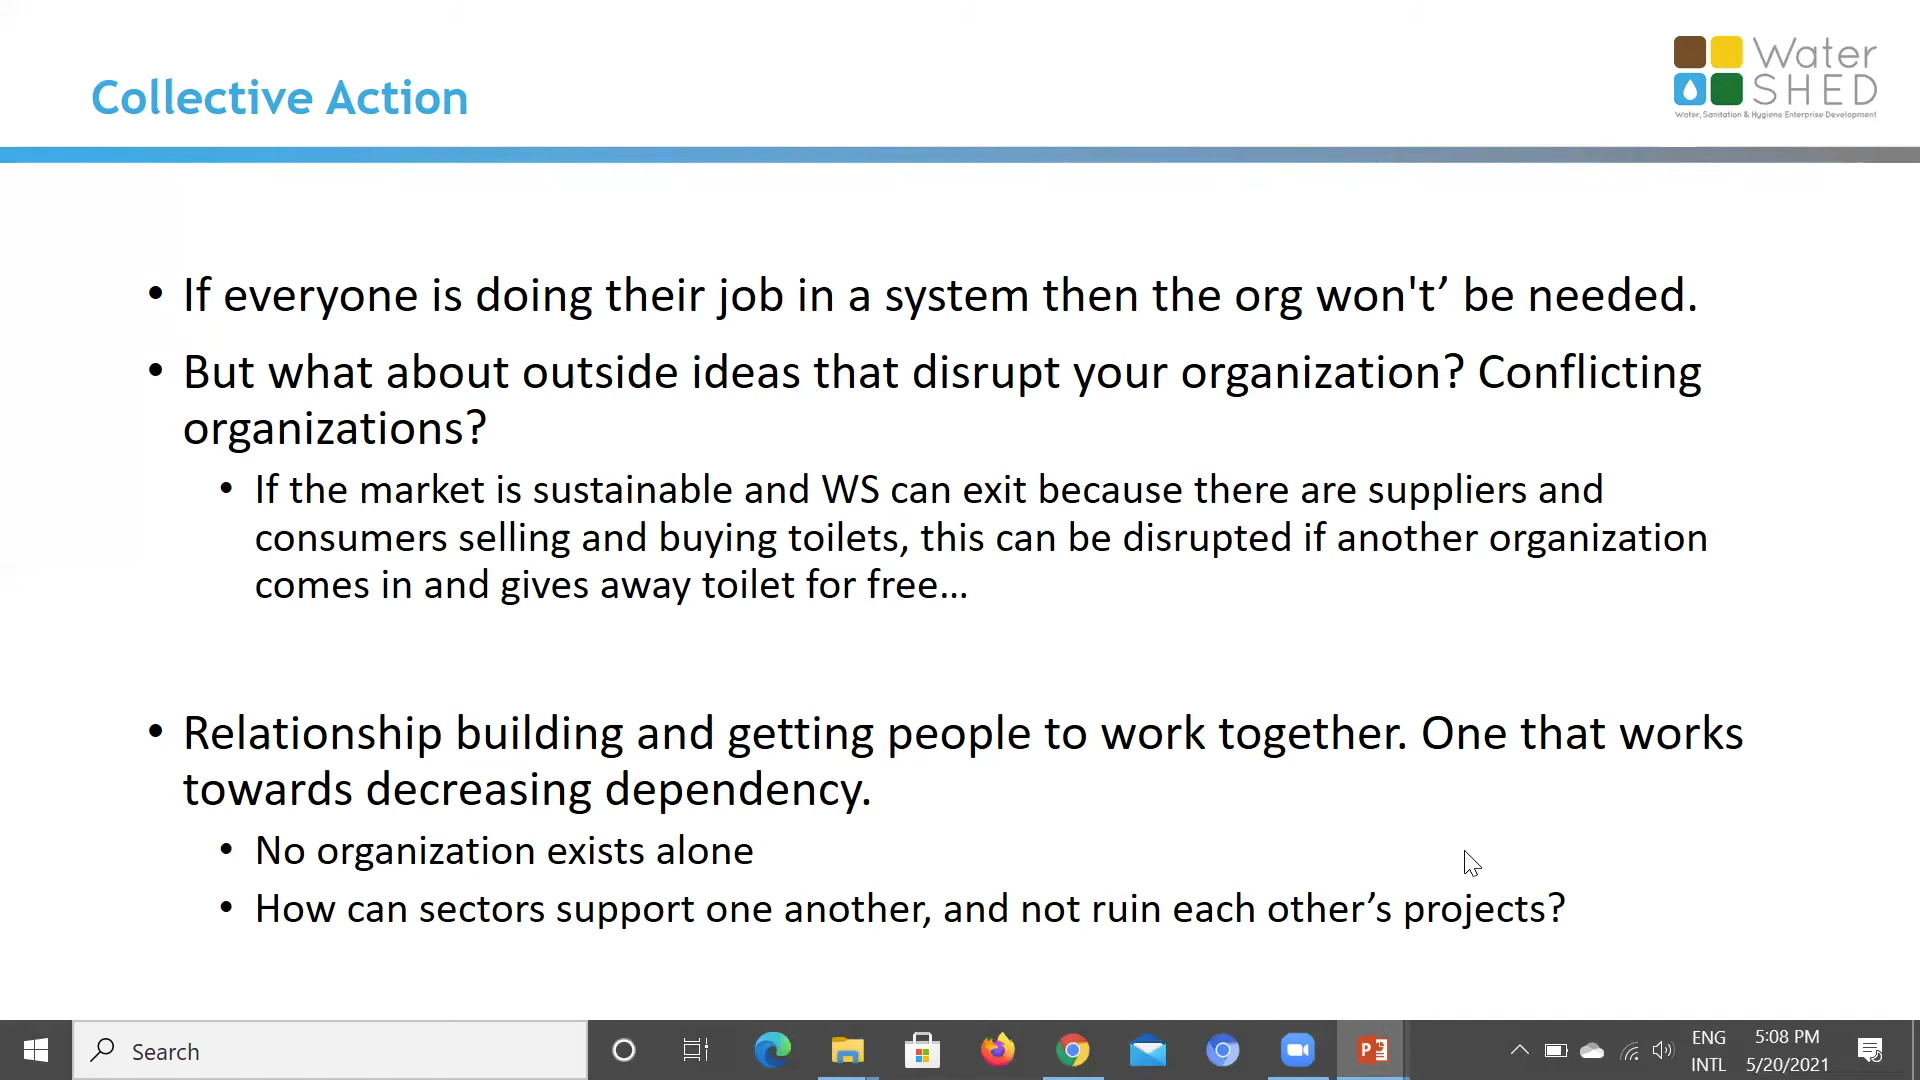 Collective Action
Water
SHED
Water, Sanitation & Hygiene Enterprise Development
• If everyone is doing their job in a system then the org won't’ be needed.
• But what about outside ideas that disrupt your organization? Conflicting
organizations?
• If the market is sustainable and WS can exit because there are suppliers and
consumers selling and buying toilets, this can be disrupted if another organization
comes in and gives away toilet for free...
• Relationship building and getting people to work together. One that works
towards decreasing dependency.
• No organization exists alone
• How can sectors support one another, and not ruin each other’s projects?
Search
P
ENG
INTL
5:08 PM
5/20/2021